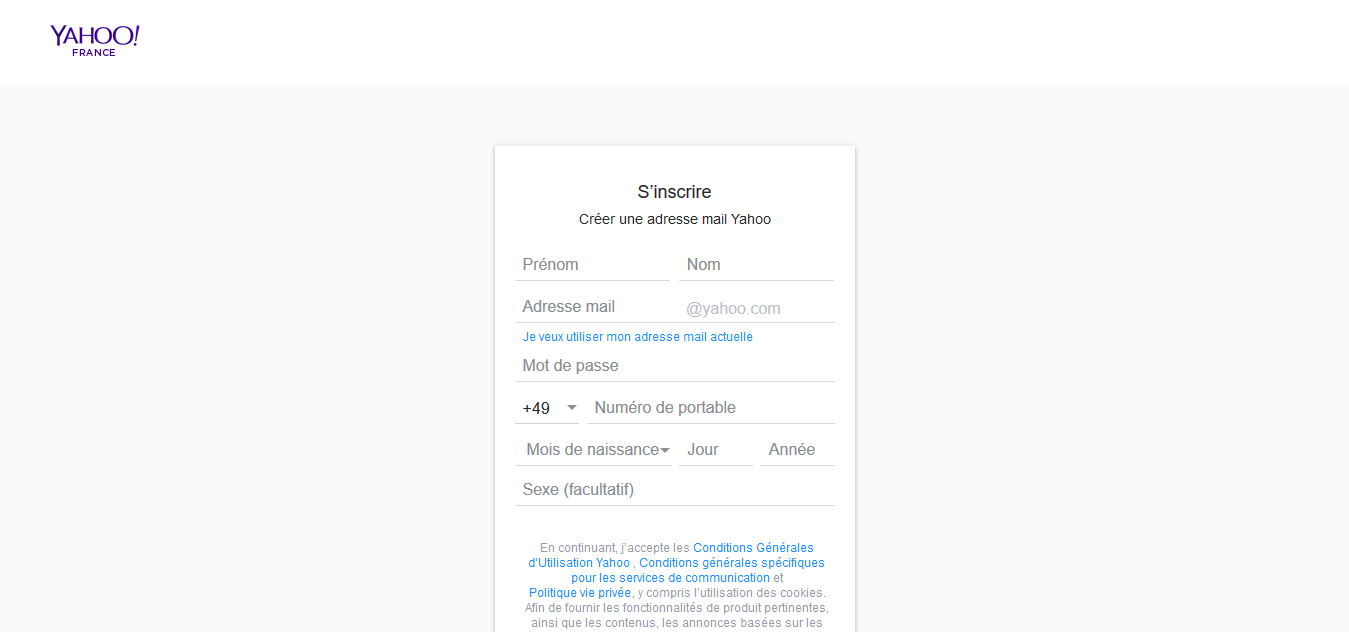 YAHOO!
FRANCE
S’inscrire
Créer une adresse mail Yahoo
Prénom Nom
Adresse mail @yahoo.com
Je veux utiliser mon adresse mail actuelle
Mot de passe
+49 Numéro de portable
Mois de naissance Jour Année
Sexe (facultatif)
En continuant, j’accepte les Conditions Générales
d’Utilisation Yahoo , Conditions générales spécifiques
pour les services de communication et
Politique vie privée, y compris l’utilisation des cookies.
Afin de fournir les fonctionnalités de produit pertinentes,
ainsi que les contenus, les annonces basées sur les